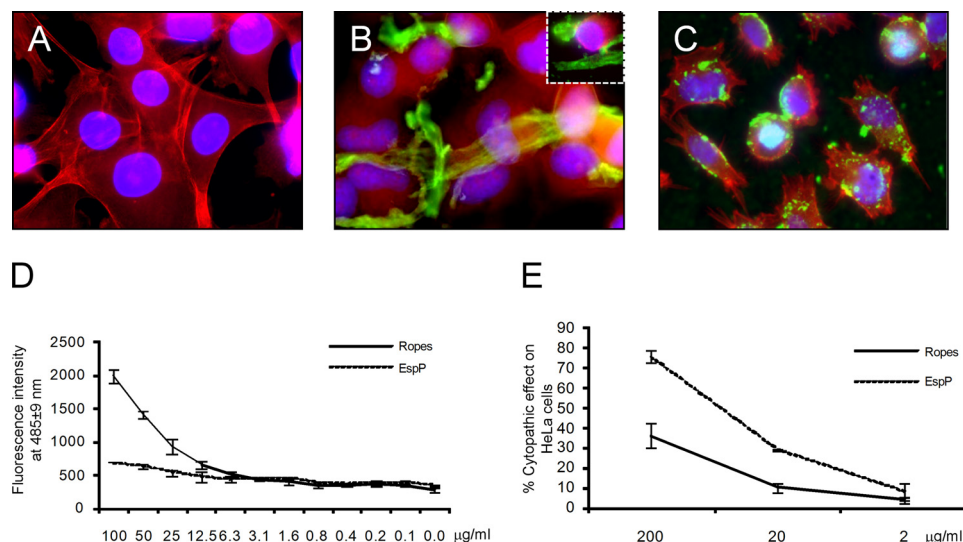 A
B
C
D
E
Fluorescence intensity
at 485±9 nm
2500
2000
1500
1000
500
0
Ropes
EspP
100 50 25 12.5 6.3 3.1 1.6 0.8 0.4 0.2 0.1 0.0 µg/ml
% Cytopathic effect on
HeLa cells
90
80
70
60
50
40
30
20
10
0
Ropes
EspP
200 20 2 µg/ml